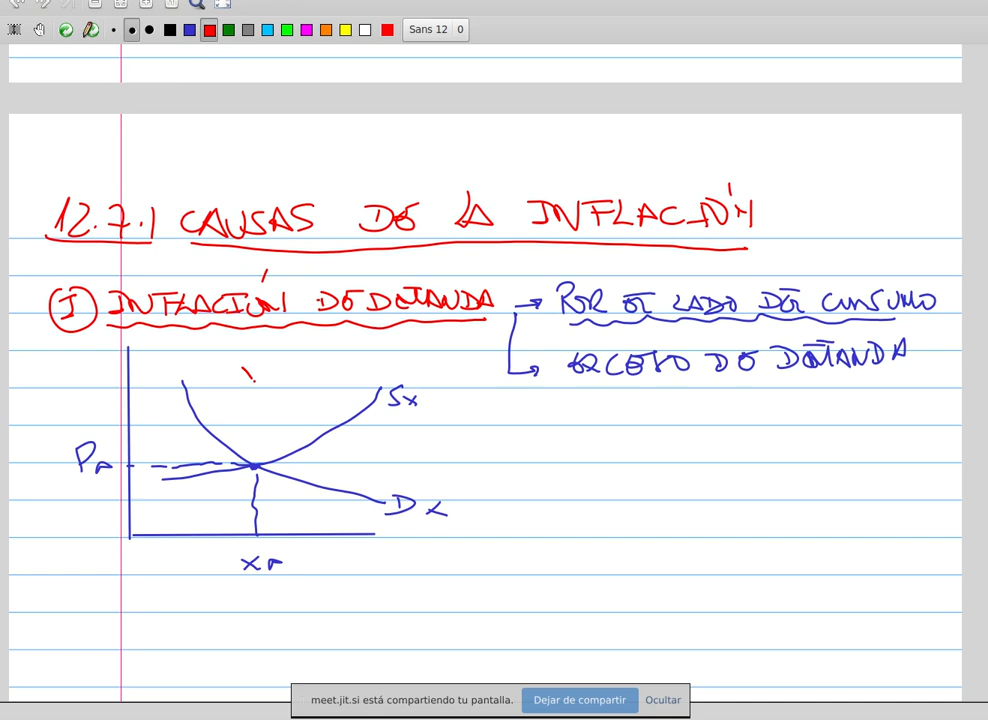 Sans 12 0
12.7.1 CAUSAS DE LA INFLACIÓN
I INFLACIÓN DE DEMANDA → POR EL LADO DEL CONSUMO
→ EXCESO DE DEMANDA
Sx
PA
Dx
XA
meet.jit.si está compartiendo tu pantalla. Dejar de compartir Ocultar